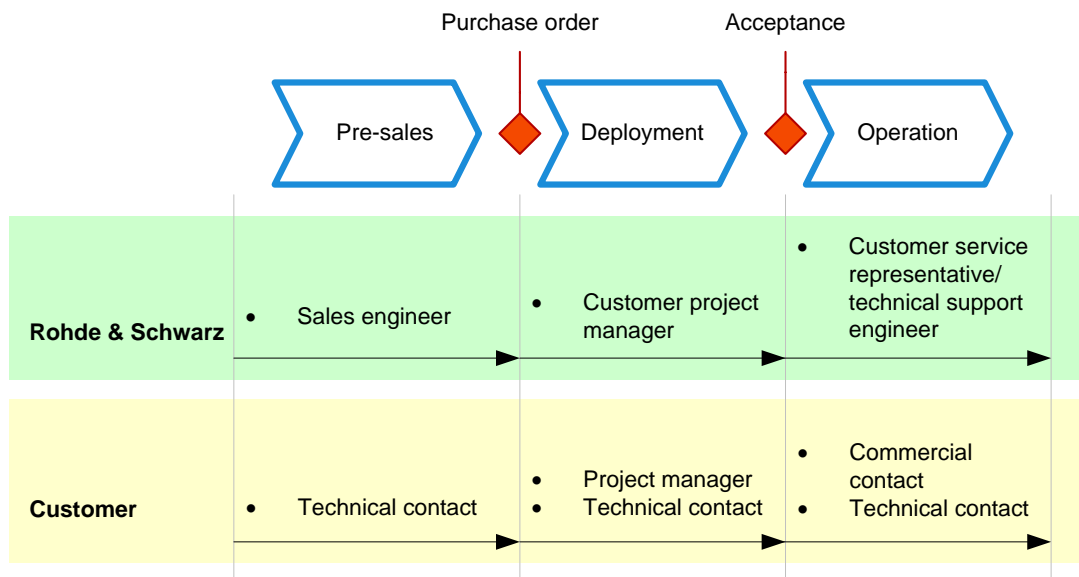 Purchase order
Acceptance
Pre-sales
Deployment
Operation
Rohde & Schwarz
• Sales engineer
• Customer project
manager
• Customer service
representative/
technical support
engineer
Customer
• Technical contact
• Project manager
• Technical contact
• Commercial
contact
• Technical contact